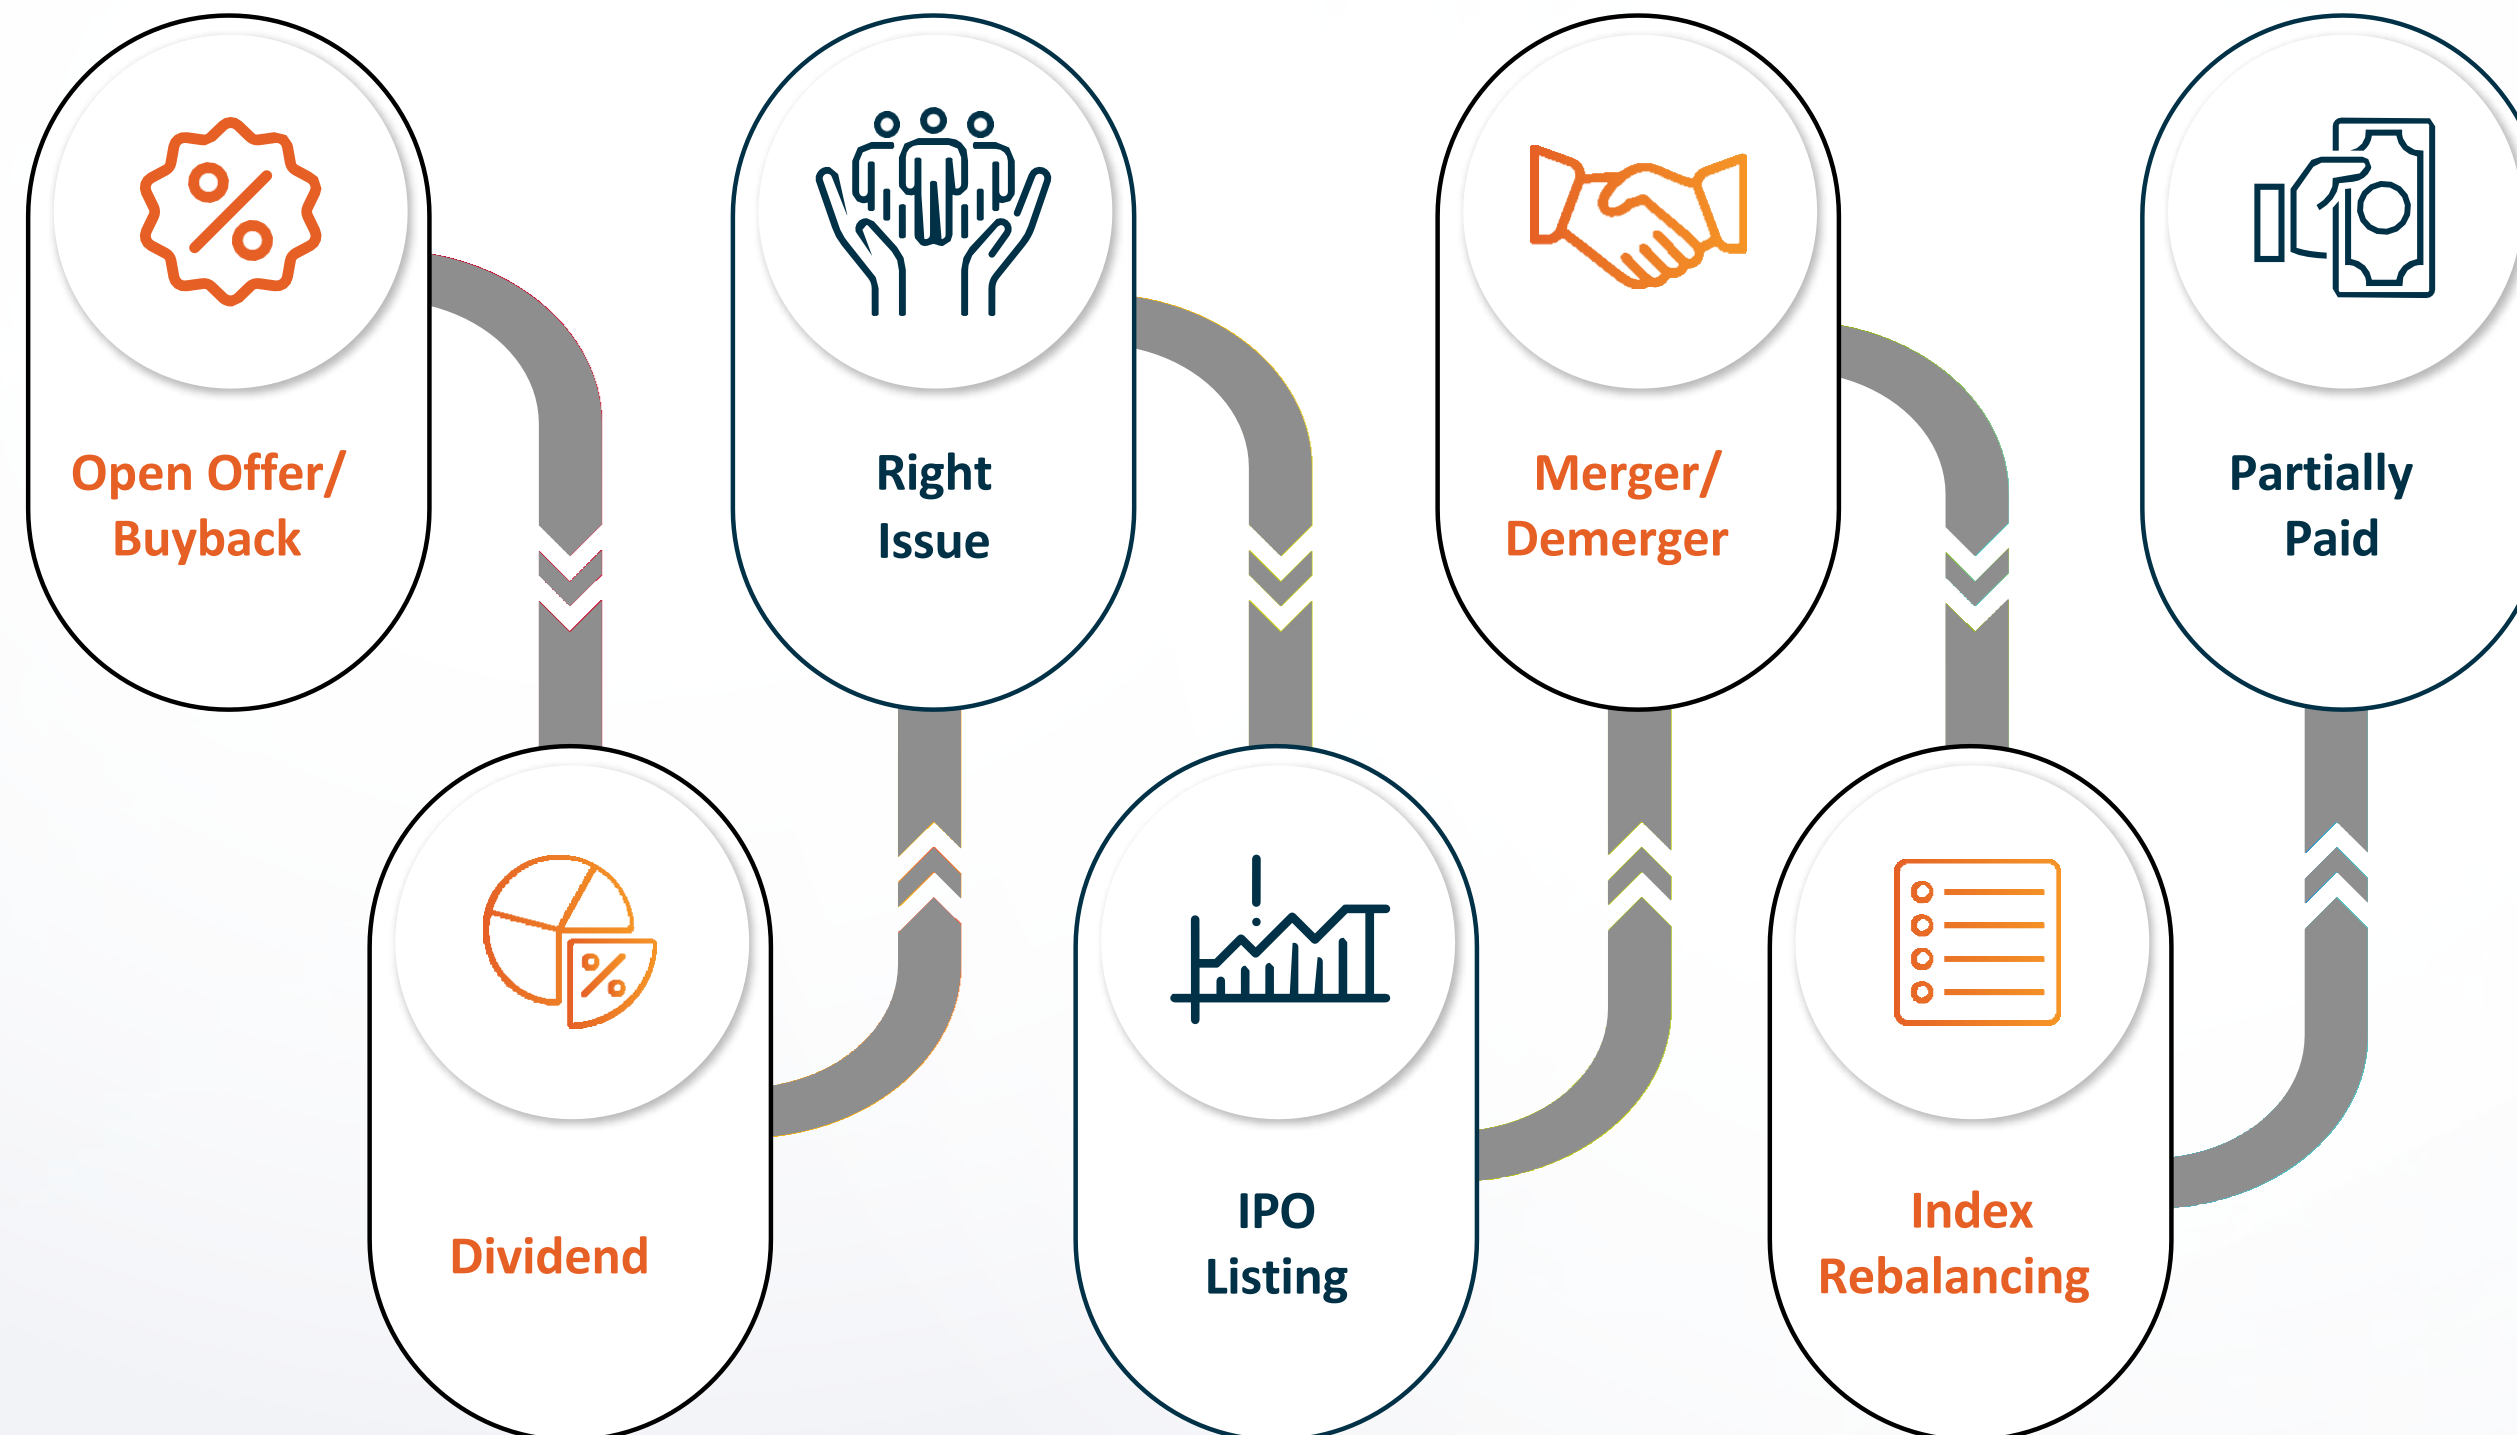 Open Offer/
Buyback
Dividend
Right
Issue
IPO
Listing
Merger/
Demerger
Index
Rebalancing
Partially
Paid